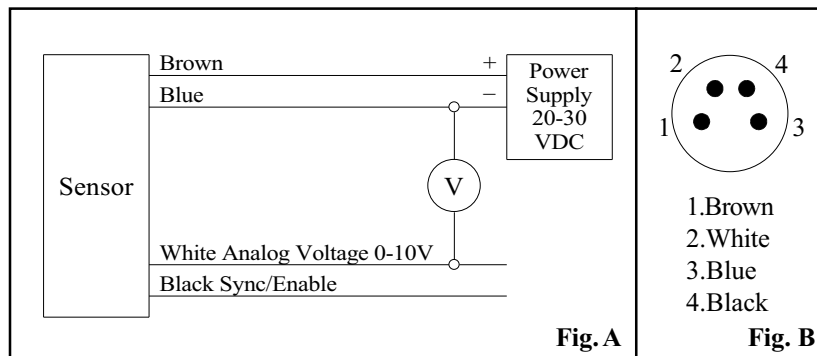 Brown
+
Blue
−
Power
Supply
20-30
VDC
Sensor
V
White Analog Voltage 0-10V
Black Sync/Enable
Fig. A
2
4
1
3
1.Brown
2.White
3.Blue
4.Black
Fig. B